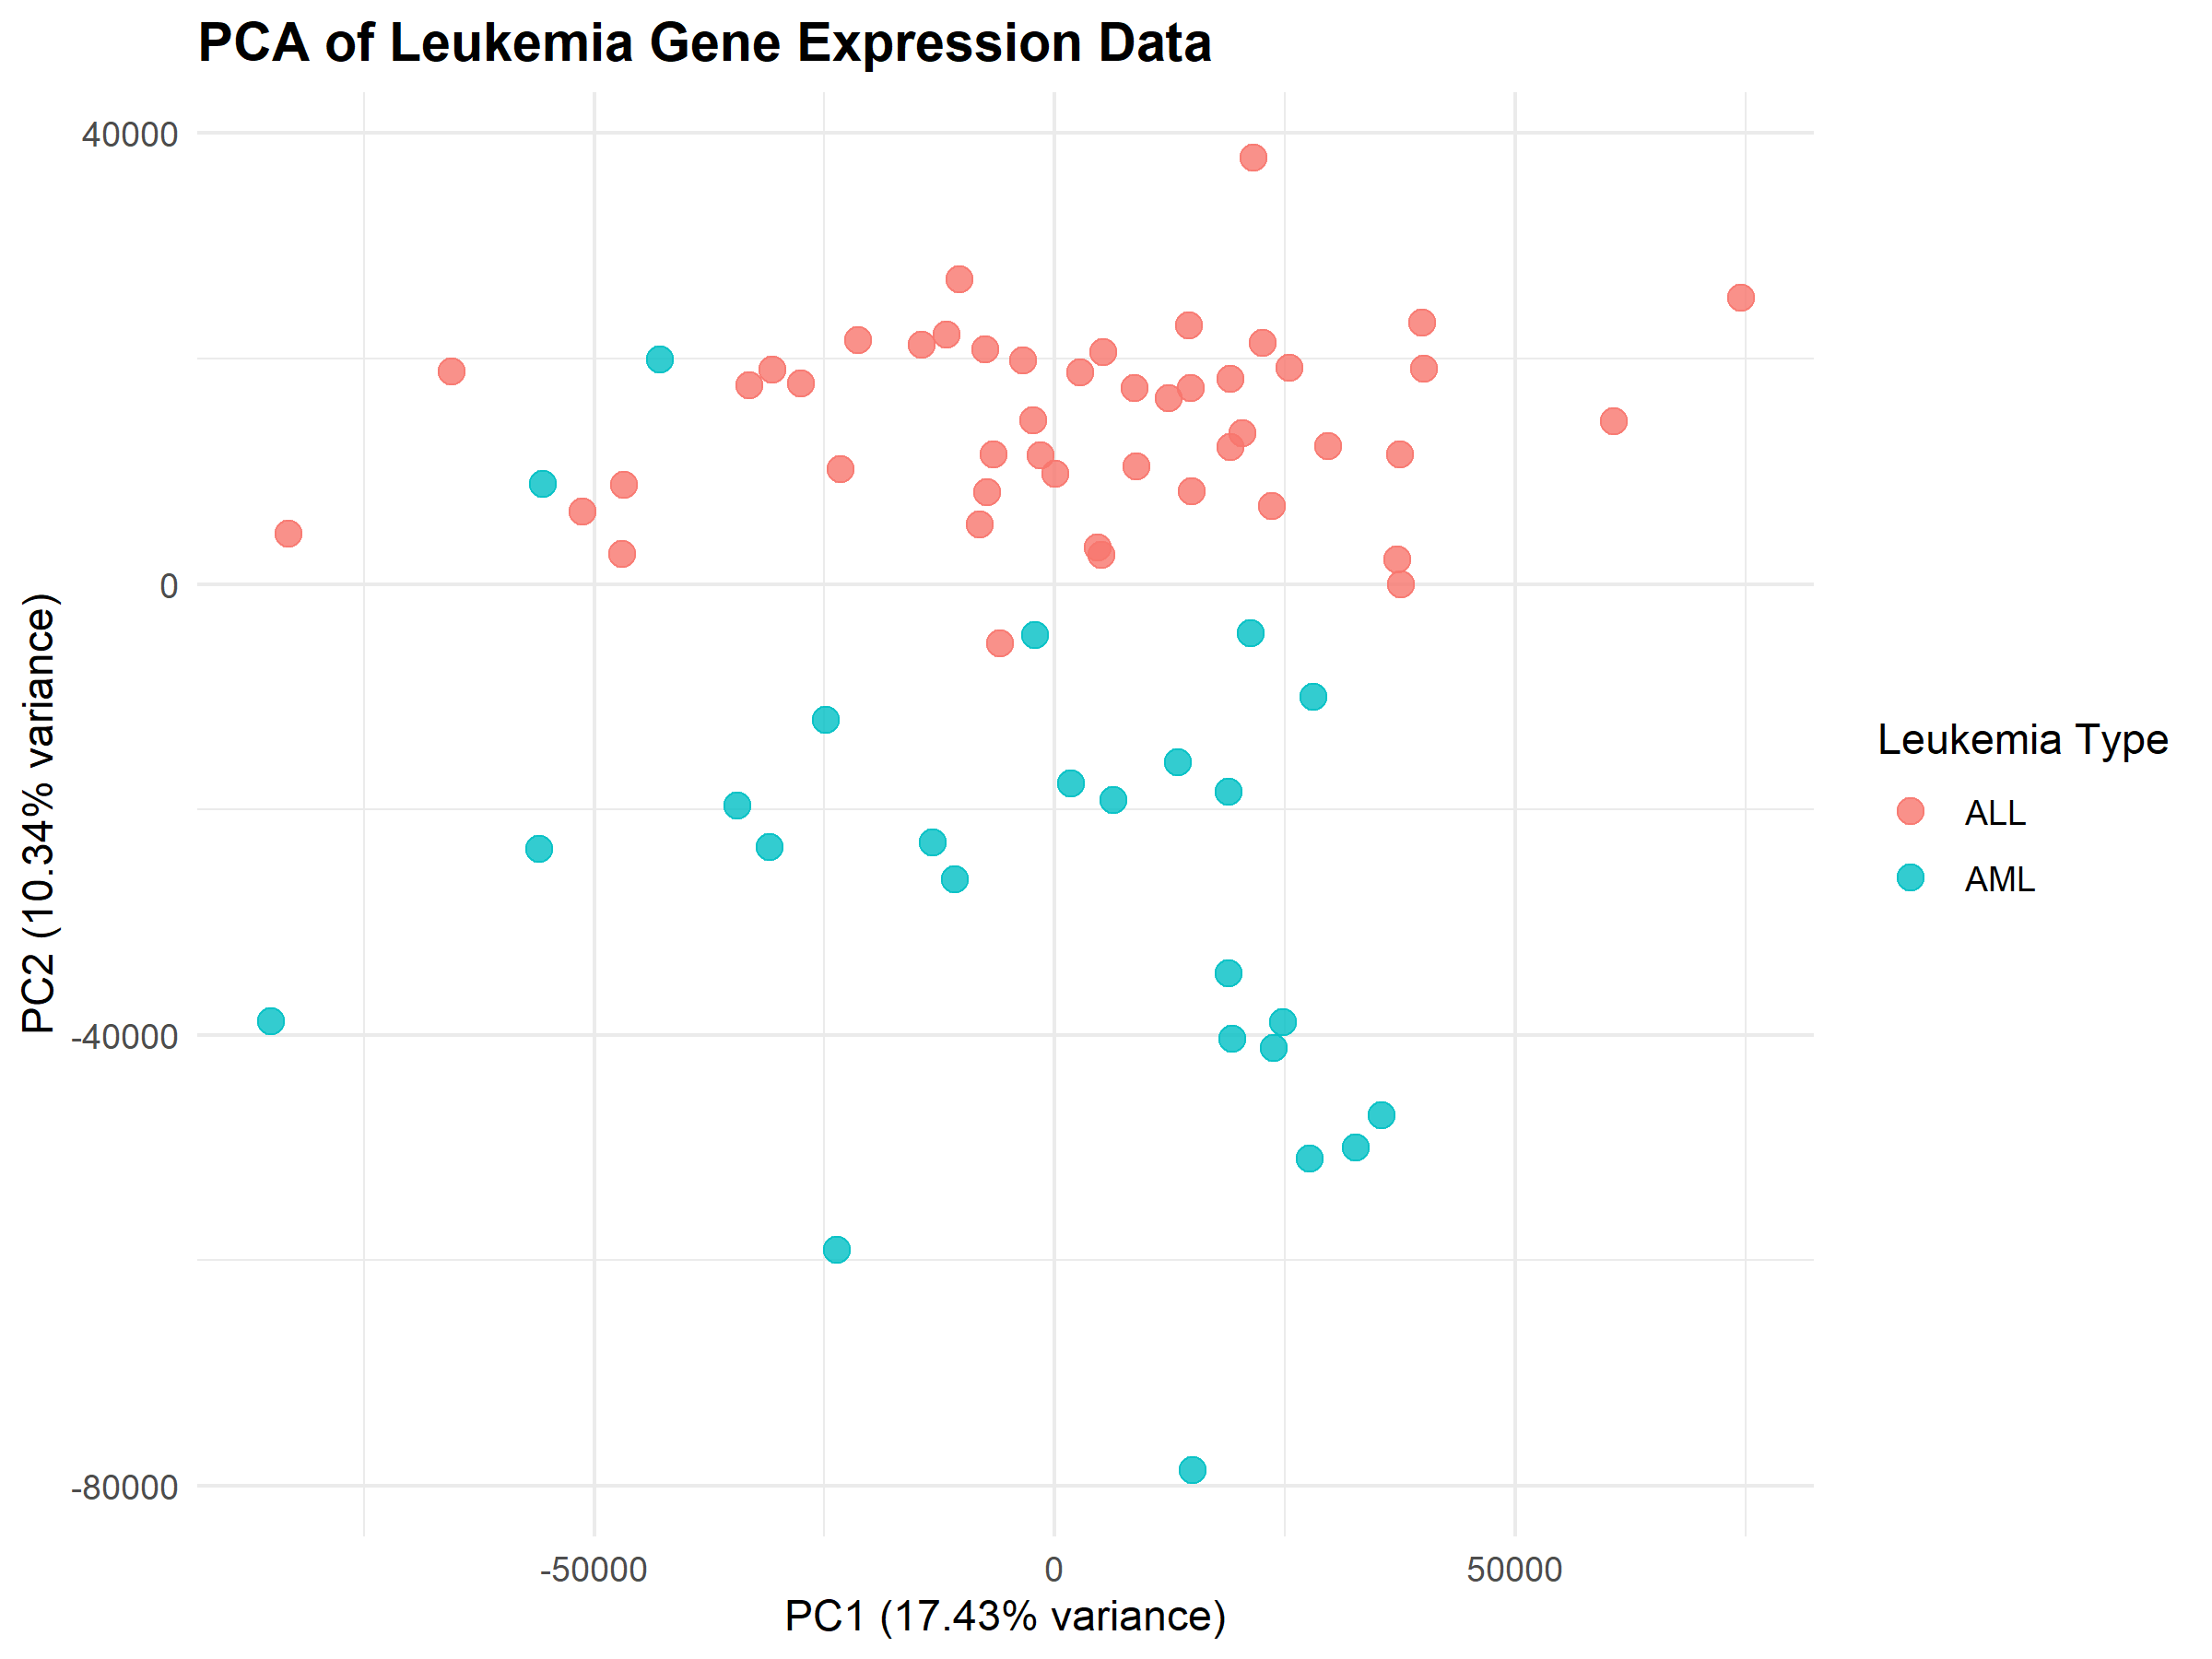 PCA of Leukemia Gene Expression Data
40000
0
-40000
-80000
PC2 (10.34% variance)
-50000
0
50000
PC1 (17.43% variance)
Leukemia Type
ALL
AML